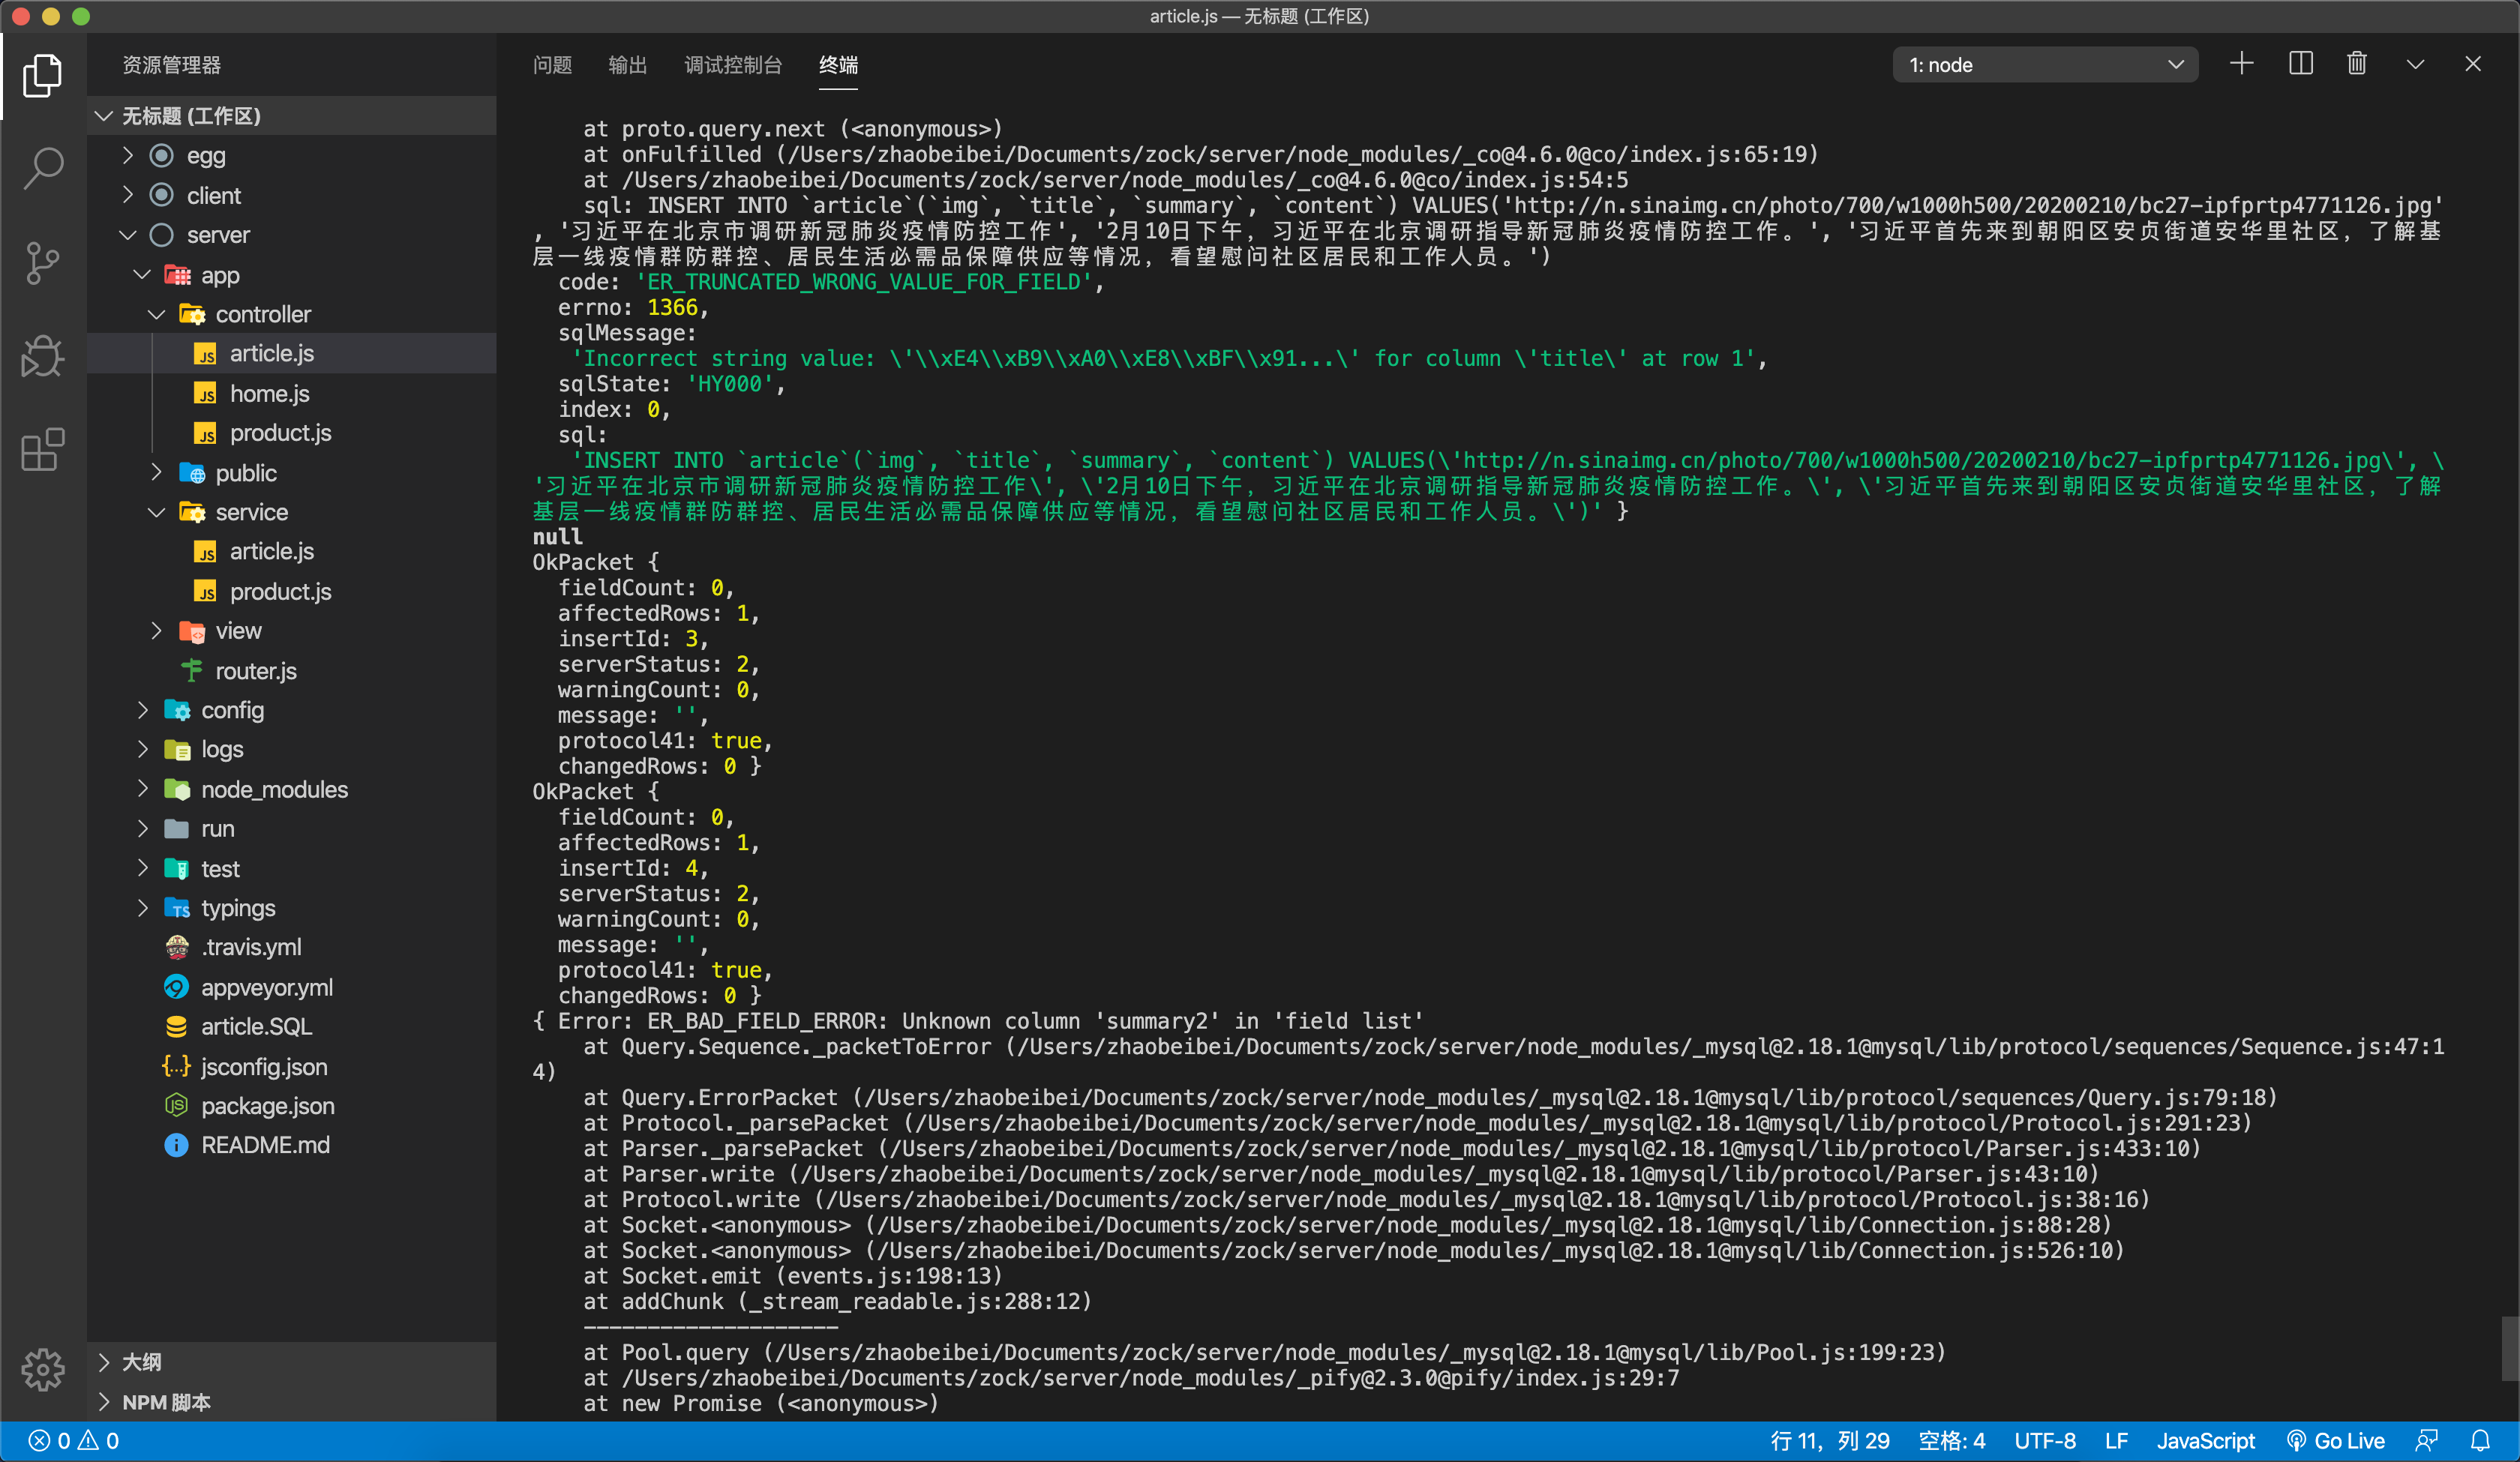 article.js — 无标题 (工作区)
资源管理器
无标题 (工作区)
egg
client
server
app
controller
article.js
home.js
product.js
public
service
article.js
product.js
view
router.js
config
logs
node_modules
run
test
typings
.travis.yml
appveyor.yml
article.SQL
jsconfig.json
package.json
README.md
大纲
NPM 脚本
问题 输出 调试控制台 终端
1: node
at proto.query.next (<anonymous>)
at onFulfilled (/Users/zhaobeibei/Documents/zock/server/node_modules/_co@4.6.0@co/index.js:65:19)
at /Users/zhaobeibei/Documents/zock/server/node_modules/_co@4.6.0@co/index.js:54:5
sql: INSERT INTO `article`(`img`, `title`, `summary`, `content`) VALUES('http://n.sinaimg.cn/photo/700/w1000h500/20200210/bc27-ipfprtp4771126.jpg'
, '习近平在北京市调研新冠肺炎疫情防控工作', '2月10日下午，习近平在北京调研指导新冠肺炎疫情防控工作。', '习近平首先来到朝阳区安贞街道安华里社区，了解基
层一线疫情群防群控、居民生活必需品保障供应等情况，看望慰问社区居民和工作人员。')
code: 'ER_TRUNCATED_WRONG_VALUE_FOR_FIELD',
errno: 1366,
sqlMessage:
'Incorrect string value: \'\\xE4\\xB9\\xA0\\xE8\\xBF\\x91...\' for column \'title\' at row 1',
sqlState: 'HY000',
index: 0,
sql:
'INSERT INTO `article`(`img`, `title`, `summary`, `content`) VALUES(\'http://n.sinaimg.cn/photo/700/w1000h500/20200210/bc27-ipfprtp4771126.jpg\', \
'习近平在北京市调研新冠肺炎疫情防控工作\', \'2月10日下午，习近平在北京调研指导新冠肺炎疫情防控工作。\', \'习近平首先来到朝阳区安贞街道安华里社区，了解
基层一线疫情群防群控、居民生活必需品保障供应等情况，看望慰问社区居民和工作人员。\')' }
null
OkPacket {
fieldCount: 0,
affectedRows: 1,
insertId: 3,
serverStatus: 2,
warningCount: 0,
message: '',
protocol41: true,
changedRows: 0 }
OkPacket {
fieldCount: 0,
affectedRows: 1,
insertId: 4,
serverStatus: 2,
warningCount: 0,
message: '',
protocol41: true,
changedRows: 0 }
{ Error: ER_BAD_FIELD_ERROR: Unknown column 'summary2' in 'field list'
at Query.Sequence._packetToError (/Users/zhaobeibei/Documents/zock/server/node_modules/_mysql@2.18.1@mysql/lib/protocol/sequences/Sequence.js:47:1
4)
at Query.ErrorPacket (/Users/zhaobeibei/Documents/zock/server/node_modules/_mysql@2.18.1@mysql/lib/protocol/sequences/Query.js:79:18)
at Protocol._parsePacket (/Users/zhaobeibei/Documents/zock/server/node_modules/_mysql@2.18.1@mysql/lib/protocol/Protocol.js:291:23)
at Parser._parsePacket (/Users/zhaobeibei/Documents/zock/server/node_modules/_mysql@2.18.1@mysql/lib/protocol/Parser.js:433:10)
at Parser.write (/Users/zhaobeibei/Documents/zock/server/node_modules/_mysql@2.18.1@mysql/lib/protocol/Parser.js:43:10)
at Protocol.write (/Users/zhaobeibei/Documents/zock/server/node_modules/_mysql@2.18.1@mysql/lib/protocol/Protocol.js:38:16)
at Socket.<anonymous> (/Users/zhaobeibei/Documents/zock/server/node_modules/_mysql@2.18.1@mysql/lib/Connection.js:88:28)
at Socket.<anonymous> (/Users/zhaobeibei/Documents/zock/server/node_modules/_mysql@2.18.1@mysql/lib/Connection.js:526:10)
at Socket.emit (events.js:198:13)
at addChunk (_stream_readable.js:288:12)
--------------------
at Pool.query (/Users/zhaobeibei/Documents/zock/server/node_modules/_mysql@2.18.1@mysql/lib/Pool.js:199:23)
at /Users/zhaobeibei/Documents/zock/server/node_modules/_pify@2.3.0@pify/index.js:29:7
at new Promise (<anonymous>)
0 0 行 11，列 29 空格: 4 UTF-8 LF JavaScript Go Live